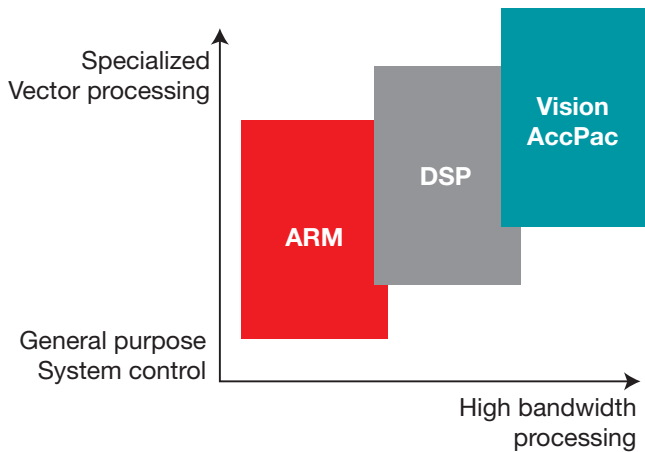 Specialized
Vector processing
Vision
AccPac
DSP
ARM
General purpose
System control
High bandwidth
processing